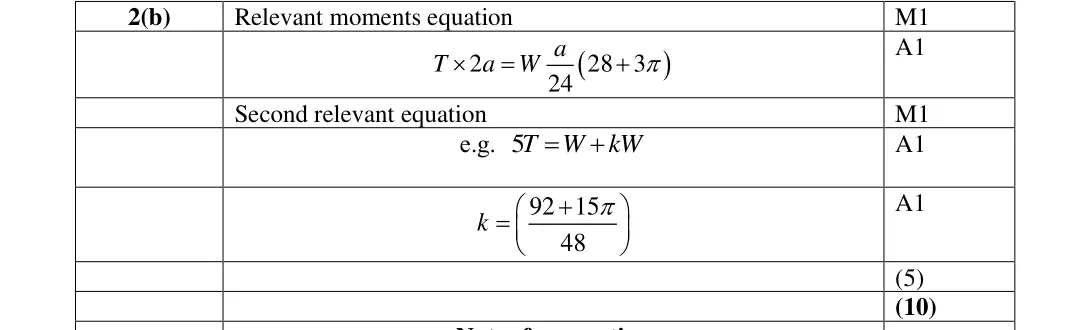 2(b) Relevant moments equation M1
T × 2a = W a/24 (28 + 3π) A1
Second relevant equation M1
e.g. 5T = W + kW A1
k = ((92 + 15π)/48) A1
(5)
(10)